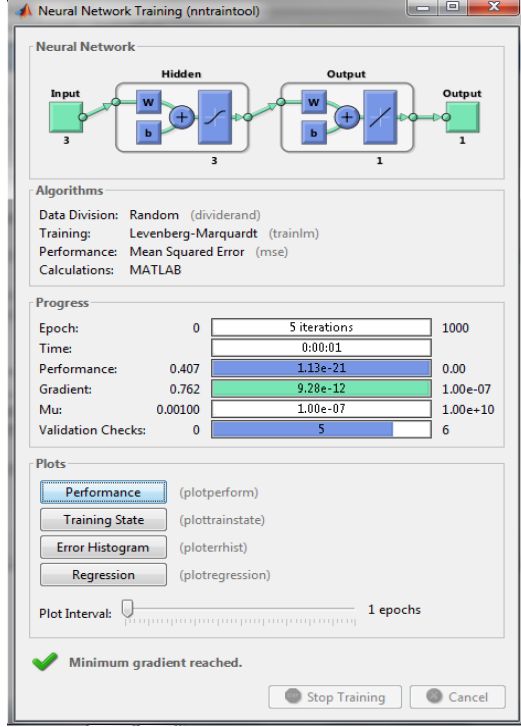 Neural Network Training (nntraintool)
Neural Network
Hidden Output
Input Output
W W
+ +
b b
3 1
3 1
Algorithms
Data Division: Random (dividerand)
Training: Levenberg-Marquardt (trainlm)
Performance: Mean Squared Error (mse)
Calculations: MATLAB
Progress
Epoch: 0 5 iterations 1000
Time: 0:00:01
Performance: 0.407 1.13e-21 0.00
Gradient: 0.762 9.28e-12 1.00e-07
Mu: 0.00100 1.00e-07 1.00e+10
Validation Checks: 0 5 6
Plots
Performance (plotperform)
Training State (plottrainstate)
Error Histogram (ploterrhist)
Regression (plotregression)
Plot Interval: 1 epochs
Minimum gradient reached.
Stop Training Cancel